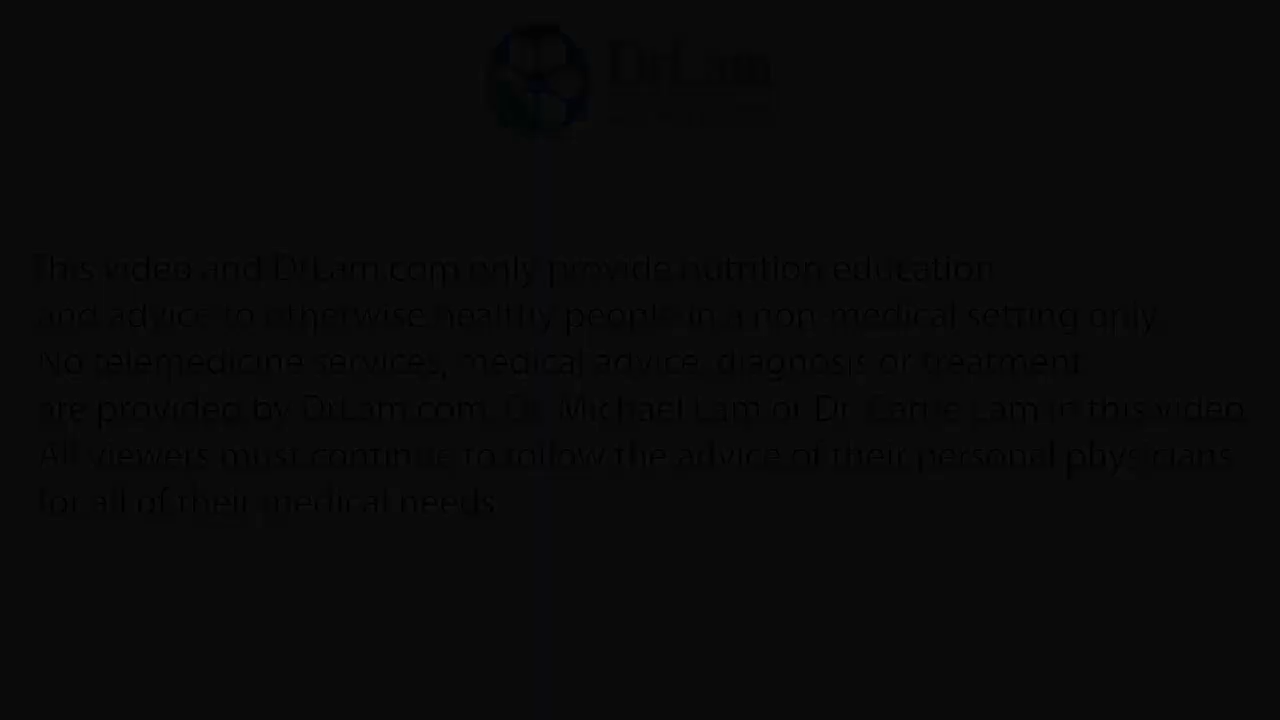 DrLam
This video and DrLam.com only provide nutrition education
and advice to otherwise healthy people in a non-medical setting only.
No telemedicine services, medical advice, diagnosis or treatment
are provided by DrLam.com, Dr. Michael Lam or Dr. Carrie Lam in this video.
All viewers must continue to follow the advice of their personal physicians
for all of their medical needs.